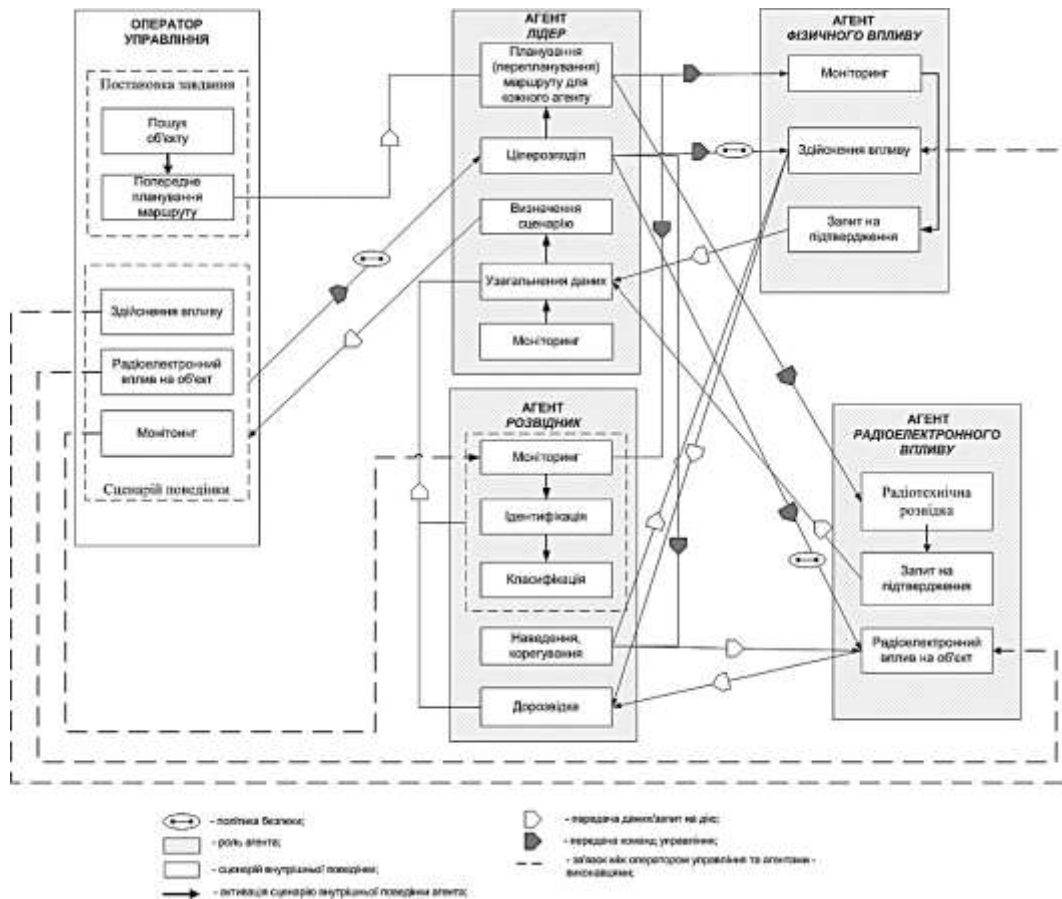 ОПЕРАТОР
УПРАВЛІННЯ
Постановка завдання
Пошук
об'єкту
Попереднє
планування
маршруту
Здійснення впливу
Радіоелектронний
вплив на об'єкт
Монітоинг
Сценарій поведінки
АГЕНТ
ЛІДЕР
Планування
(перепланування)
маршруту для
кожного агенту
Цілерозподіл
Визначення
сценарію
Узагальнення даних
Моніторинг
АГЕНТ
РОЗВІДНИК
Моніторинг
Ідентифікація
Класифікація
Наведення,
корегування
Дорозвідка
АГЕНТ
ФІЗИЧНОГО ВПЛИВУ
Моніторинг
Здійснення впливу
Запит на
підтвердження
АГЕНТ
РАДІОЕЛЕКТРОННОГО
ВПЛИВУ
Радіотехнічна
розвідка
Запит на
підтвердження
Радіоелектронний
вплив на об'єкт
- політика безпеки;
- роль агента;
- сценарій внутрішньої поведінки;
- активація сценарію внутрішньої поведінки агента;
- передача даних/запит на дію;
- передача команд управління;
- зв'язок між оператором управління та агентами -
виконавцями;